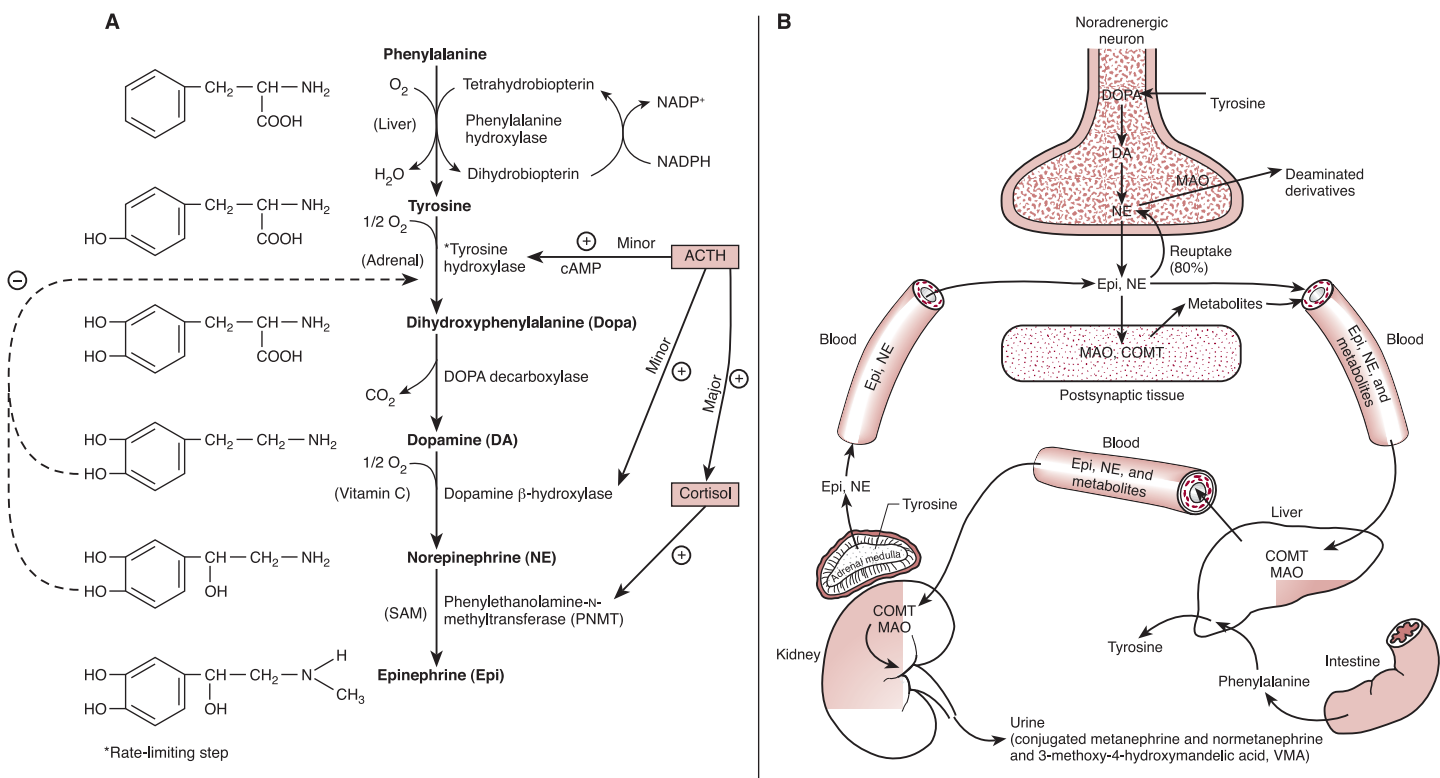 A
Phenylalanine
O2
Tetrahydrobiopterin
NADP+
(Liver)
Phenylalanine
hydroxylase
H2O
Dihydrobiopterin
NADPH
CH2 CH NH2
COOH
Tyrosine
1/2 O2
(Adrenal)
*Tyrosine
hydroxylase
+
Minor
cAMP
ACTH
HO
CH2 CH NH2
COOH
−
Dihydroxyphenylalanine (Dopa)
CO2
DOPA decarboxylase
Minor
+
Major
+
HO
HO
CH2 CH NH2
COOH
Dopamine (DA)
1/2 O2
(Vitamin C)
Dopamine β-hydroxylase
Cortisol
HO
HO
CH2 CH2 NH2
Norepinephrine (NE)
(SAM)
Phenylethanolamine-N-
methyltransferase (PNMT)
+
HO
HO
CH CH2 NH2
OH
Epinephrine (Epi)
HO
HO
CH CH2 N H
OH
CH3
*Rate-limiting step
B
Noradrenergic
neuron
DOPA
Tyrosine
DA
MAO
Deaminated
derivatives
NE
Reuptake
(80%)
Epi, NE
Metabolites
MAO, COMT
Postsynaptic tissue
Blood
Epi, NE
Blood
Epi, NE, and
metabolites
Blood
Epi, NE, and
metabolites
Epi, NE
Tyrosine
Adrenal medulla
Liver
COMT
MAO
COMT
MAO
Kidney
Tyrosine
Phenylalanine
Intestine
Urine
(conjugated metanephrine and normetanephrine
and 3-methoxy-4-hydroxymandelic acid, VMA)